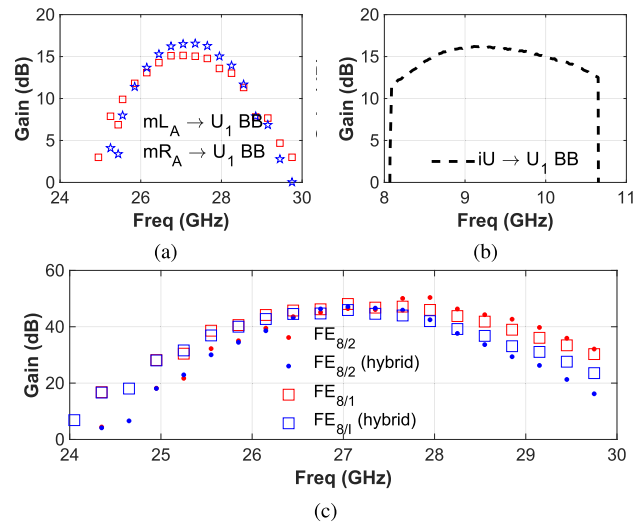 20
15
10
5
0
Gain (dB)
mL_A → U_1 BB
mR_A → U_1 BB
24 26 28 30
Freq (GHz)
(a)
20
15
10
5
0
Gain (dB)
iU → U_1 BB
8 9 10 11
Freq (GHz)
(b)
60
40
20
0
Gain (dB)
FE_8/2
FE_8/2 (hybrid)
FE_8/1
FE_8/I (hybrid)
24 25 26 27 28 29 30
Freq (GHz)
(c)